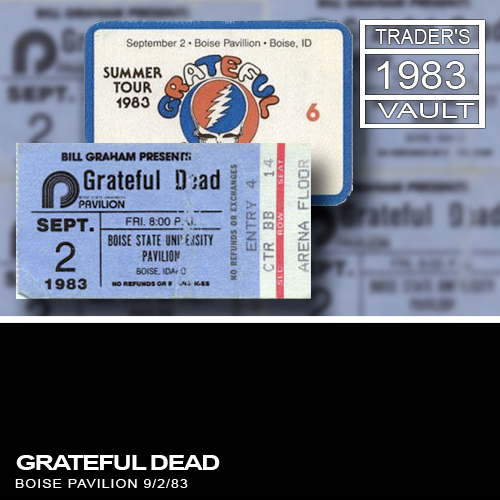 September 2 • Boise Pavilion • Boise, ID
SUMMER
TOUR
1983
GRATEFUL
6
TRADER'S
1983
VAULT
BILL GRAHAM PRESENTS
Grateful Dead
PAVILION
SEPT.
2
1983
FRI. 8:00 P.M.
BOISE STATE UNIVERSITY
PAVILION
BOISE, IDAHO
NO REFUNDS OR EXCHANGES
NO REFUNDS OR EXCHANGES
ENTRY 4
CTR BB 14
SEC. ROW SEAT
ARENA FLOOR
GRATEFUL DEAD
BOISE PAVILION 9/2/83